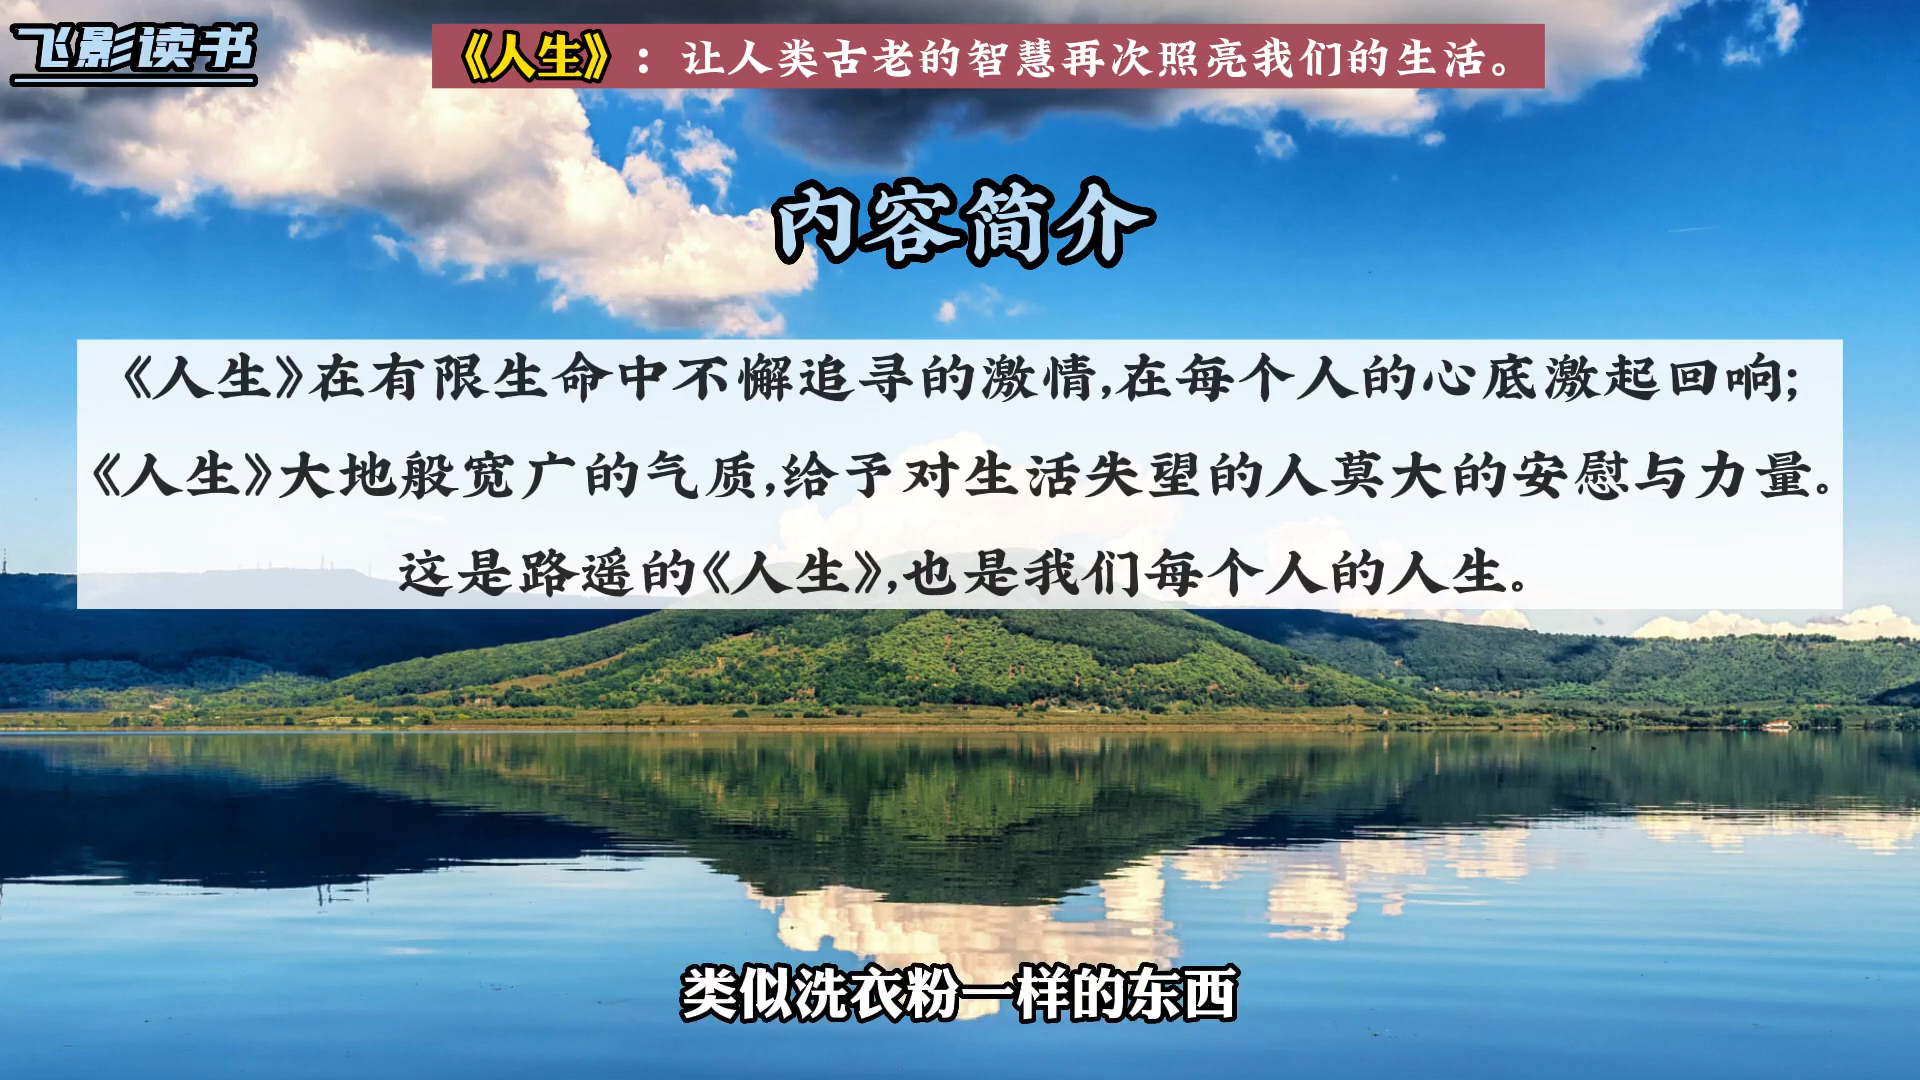 飞影读书
《人生》：让人类古老的智慧再次照亮我们的生活。
内容简介
《人生》在有限生命中不懈追寻的激情,在每个人的心底激起回响;
《人生》大地般宽广的气质,给予对生活失望的人莫大的安慰与力量。
这是路遥的《人生》,也是我们每个人的人生。
类似洗衣粉一样的东西